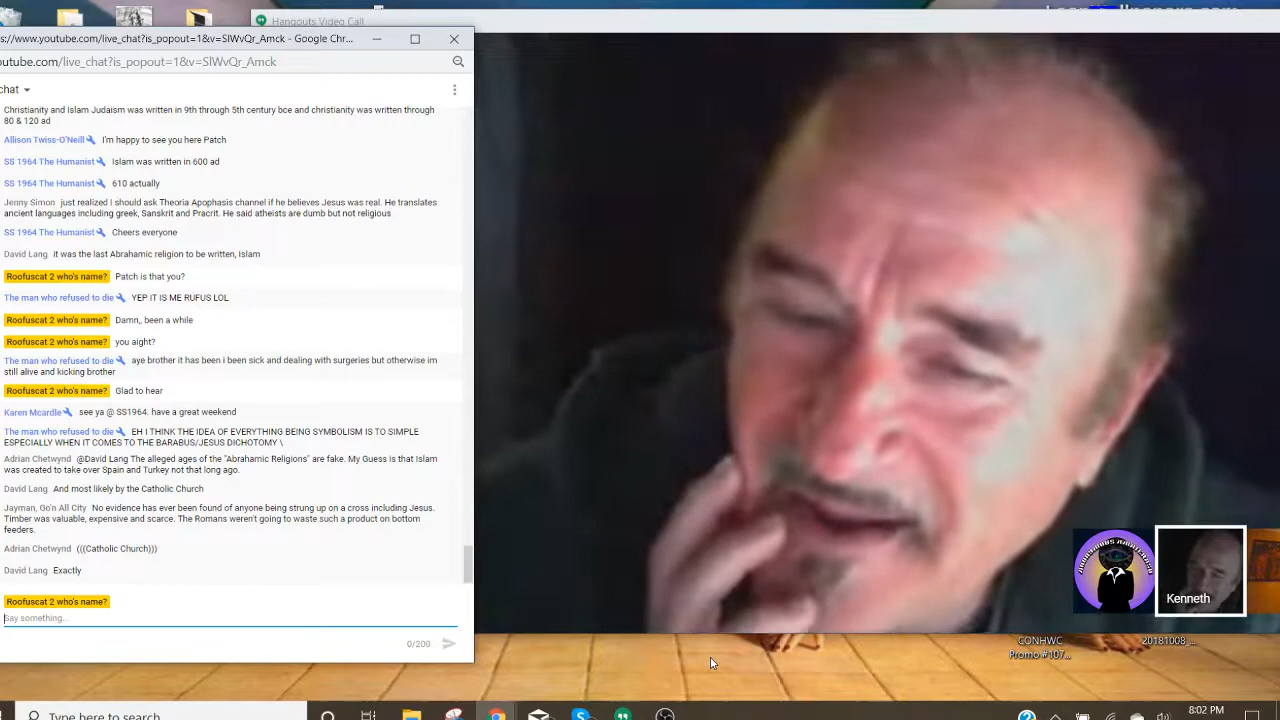 Hangouts Video Call
s://www.youtube.com/live_chat?is_popout=1&v=SlWvQr_Amck - Google Chr...
outube.com/live_chat?is_popout=1&v=SlWvQr_Amck
chat
Christianity and Islam Judaism was written in 9th through 5th century bce and christianity was written through
80 & 120 ad
Allison Twiss-O'Neill I'm happy to see you here Patch
SS 1964 The Humanist Islam was written in 600 ad
SS 1964 The Humanist 610 actually
Jenny Simon just realized I should ask Theoria Apophasis channel if he believes Jesus was real. He translates
ancient languages including greek, Sanskrit and Pracrit. He said atheists are dumb but not religious
SS 1964 The Humanist Cheers everyone
David Lang it was the last Abrahamic religion to be written, Islam
Roofuscat 2 who's name? Patch is that you?
The man who refused to die YEP IT IS ME RUFUS LOL
Roofuscat 2 who's name? Damn,, been a while
Roofuscat 2 who's name? you aight?
The man who refused to die aye brother it has been i been sick and dealing with surgeries but otherwise im
still alive and kicking brother
Roofuscat 2 who's name? Glad to hear
Karen Mcardle see ya @ SS1964. have a great weekend
The man who refused to die EH I THINK THE IDEA OF EVERYTHING BEING SYMBOLISM IS TO SIMPLE
ESPECIALLY WHEN IT COMES TO THE BARABUS/JESUS DICHOTOMY \
Adrian Chetwynd @David Lang The alleged ages of the "Abrahamic Religions" are fake. My Guess is that Islam
was created to take over Spain and Turkey not that long ago.
David Lang And most likely by the Catholic Church
Jayman, Go'n All City No evidence has ever been found of anyone being strung up on a cross including Jesus.
Timber was valuable, expensive and scarce. The Romans weren't going to waste such a product on bottom
feeders.
Adrian Chetwynd (((Catholic Church)))
David Lang Exactly
Roofuscat 2 who's name?
Say something...
0/200
Kenneth
CONHWC
Promo #107...
20181008_...
Type here to search
8:02 PM